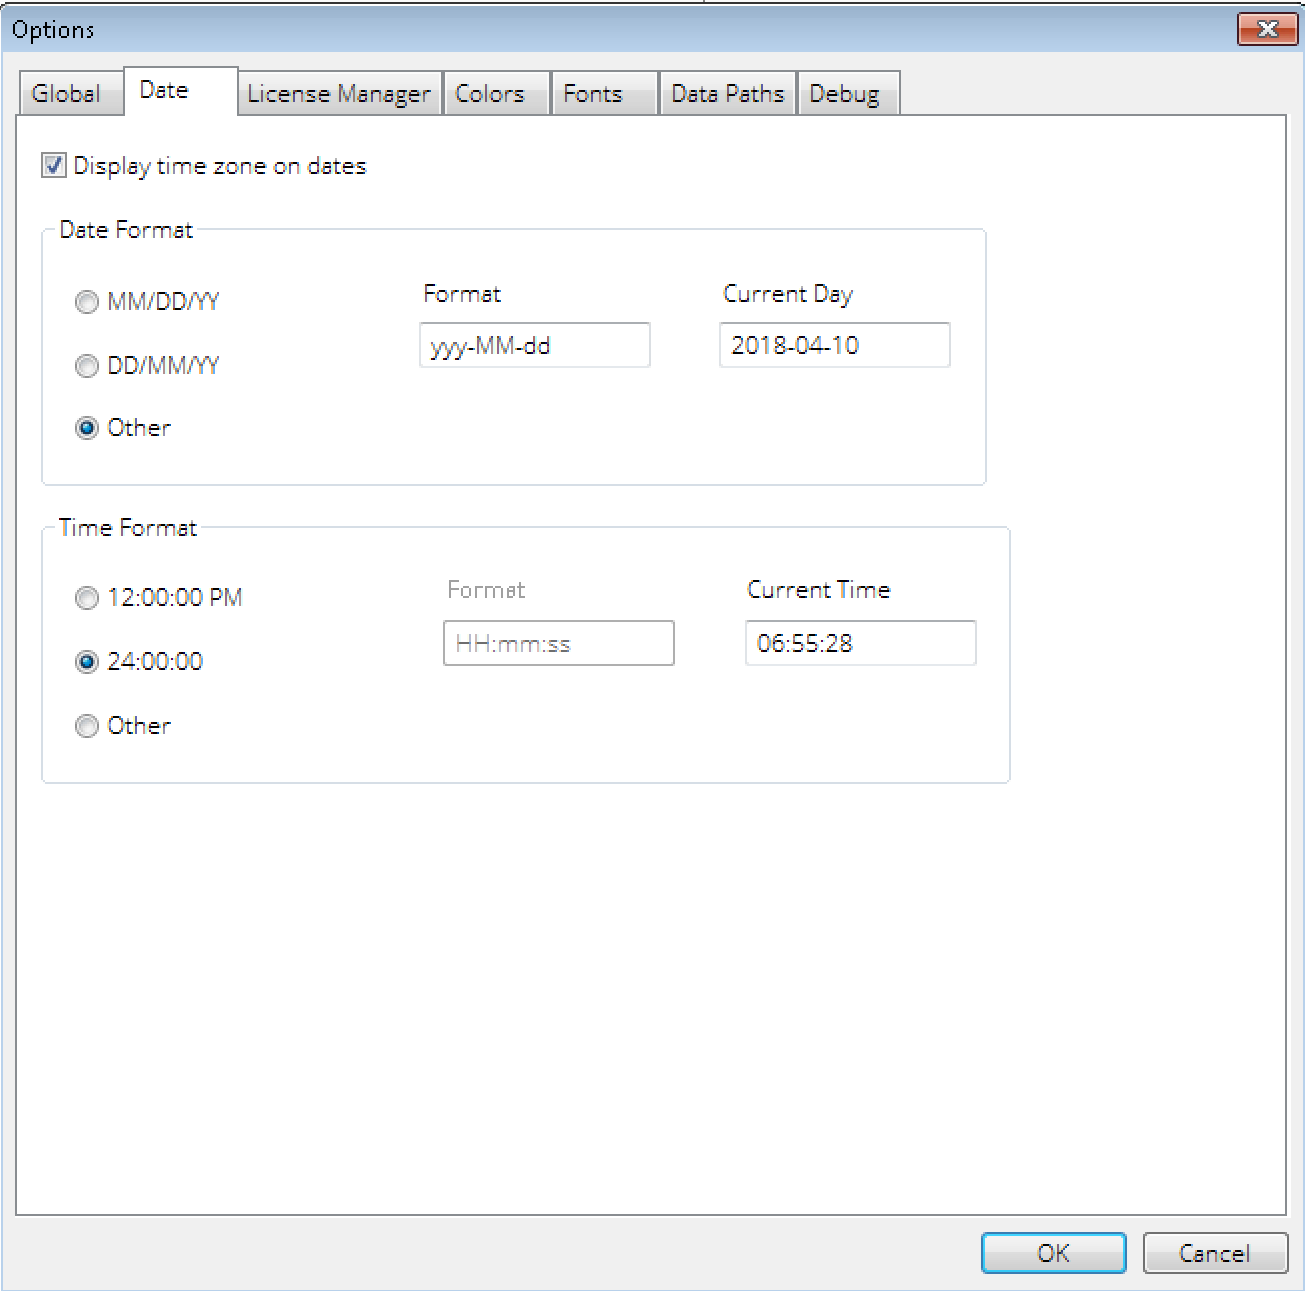 Options
Global Date License Manager Colors Fonts Data Paths Debug
Display time zone on dates
Date Format
MM/DD/YY
Format
Current Day
yyy-MM-dd
2018-04-10
DD/MM/YY
Other
Time Format
12:00:00 PM
Format
Current Time
HH:mm:ss
06:55:28
24:00:00
Other
OK Cancel